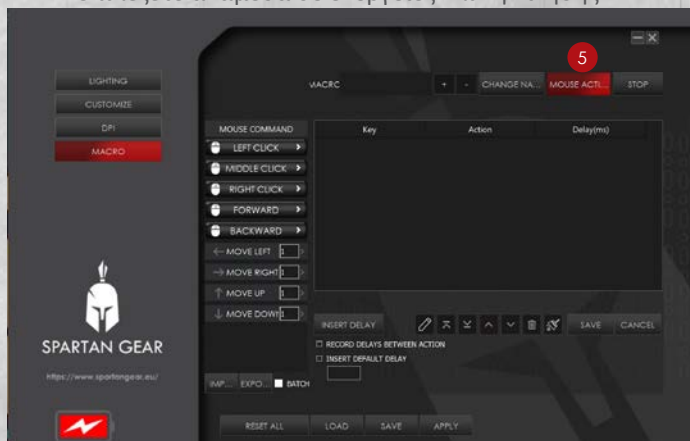 5
LIGHTING
CUSTOMIZE
DPI
MACRO
+ - CHANGE NA... MOUSE ACTI... STOP
MOUSE COMMAND
Key Action Delay(ms)
LEFT CLICK
MIDDLE CLICK
RIGHT CLICK
FORWARD
BACKWARD
MOVE LEFT 1
MOVE RIGHT 1
MOVE UP 1
MOVE DOWN 1
INSERT DELAY SAVE CANCEL
RECORD DELAYS BETWEEN ACTION
INSERT DEFAULT DELAY
IMP... EXPO... BATCH
RESET ALL LOAD SAVE APPLY
SPARTAN GEAR
https://www.spartangear.eu/